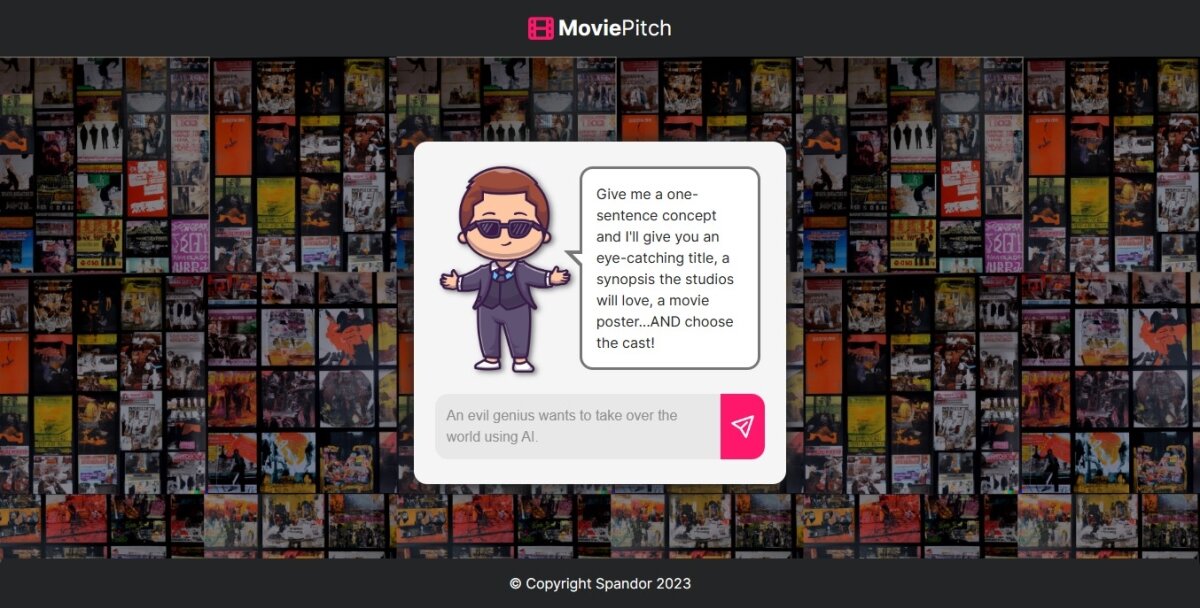 MoviePitch
Give me a one-
sentence concept
and I'll give you an
eye-catching title, a
synopsis the studios
will love, a movie
poster...AND choose
the cast!
An evil genius wants to take over the
world using AI.
© Copyright Spandor 2023